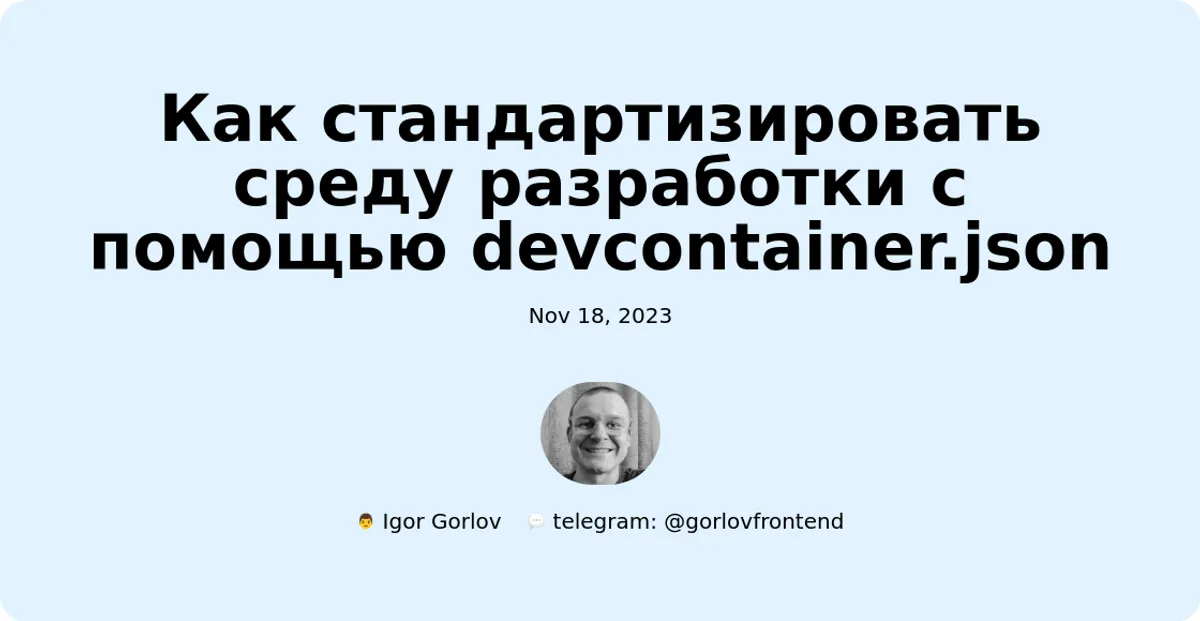 Как стандартизировать
среду разработки с
помощью devcontainer.json
Nov 18, 2023
👨 Igor Gorlov 💬 telegram: @gorlovfrontend